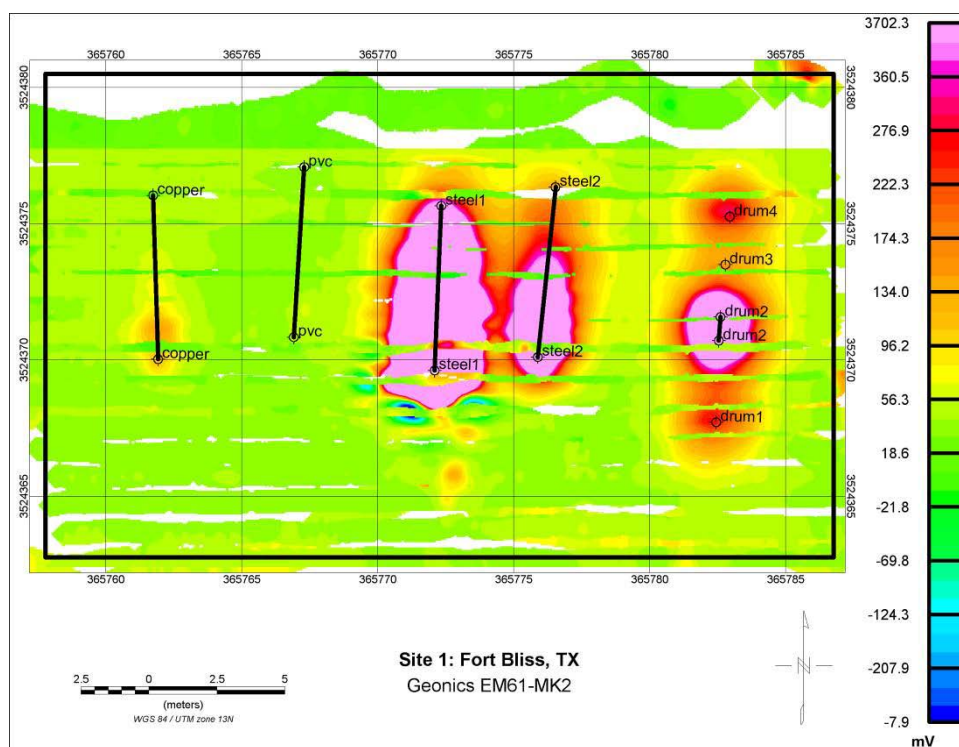 365760 365765 365770 365775 365780 365785
3524380 3524380
pvc
copper
steel2
steel1
drum4
3524375 3524375
drum3
drum2
pvc
drum2
copper
steel2
3524370 3524370
steel1
drum1
3524365 3524365
365760 365765 365770 365775 365780 365785
Site 1: Fort Bliss, TX
Geonics EM61-MK2
2.5 0 2.5 5
(meters)
WGS 84 / UTM zone 13N
N
3702.3
360.5
276.9
222.3
174.3
134.0
96.2
56.3
18.6
-21.8
-69.8
-124.3
-207.9
-7.9
mV